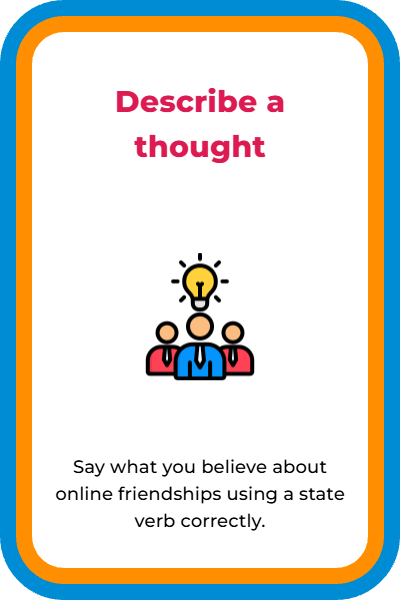 Describe a
thought
Say what you believe about
online friendships using a state
verb correctly.